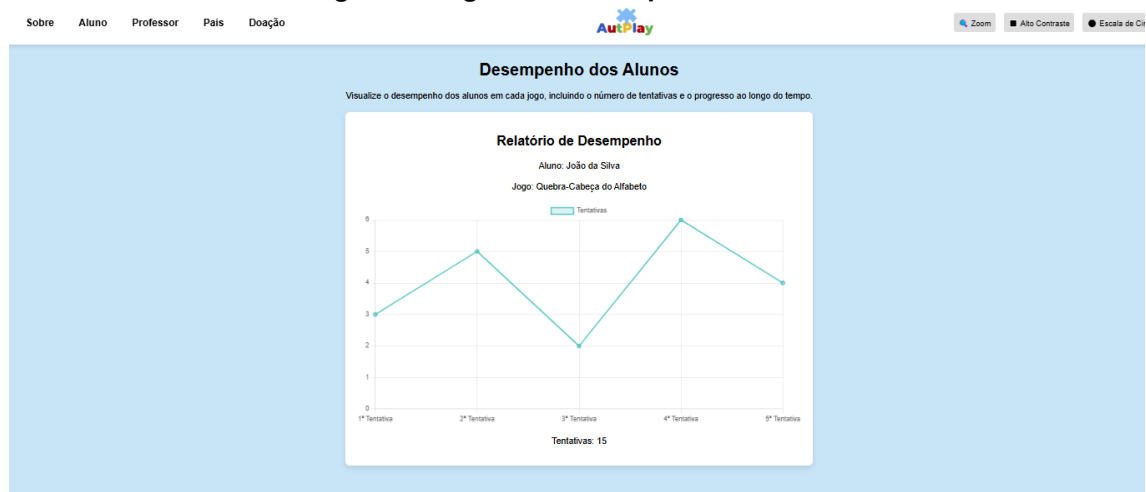 Sobre Aluno Professor Pais Doação AutPlay Zoom Alto Contraste Escala de Cin
Desempenho dos Alunos
Visualize o desempenho dos alunos em cada jogo, incluindo o número de tentativas e o progresso ao longo do tempo.
Relatório de Desempenho
Aluno: João da Silva
Jogo: Quebra-Cabeça do Alfabeto
Tentativas
6
5
4
3
2
1
0
1ª Tentativa 2ª Tentativa 3ª Tentativa 4ª Tentativa 5ª Tentativa
Tentativas: 15